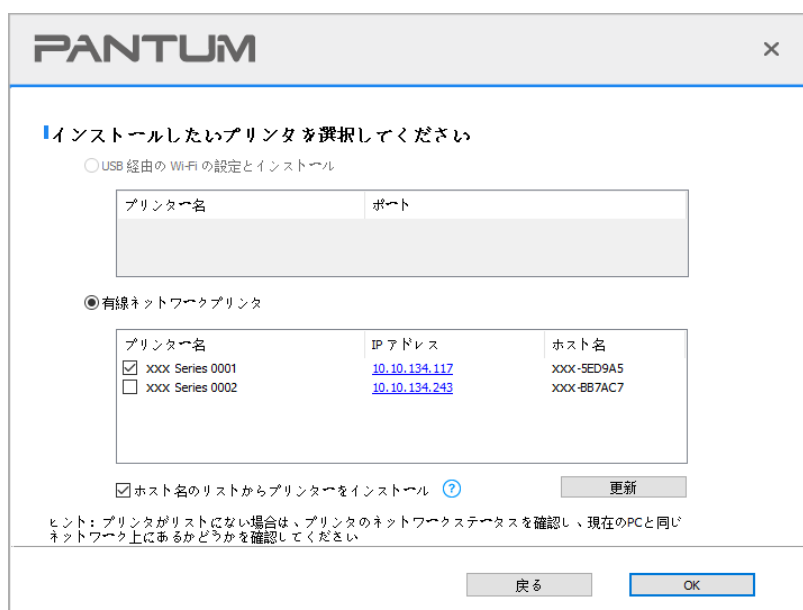 PANTUM
インストールしたいプリンタを選択してください
USB 経由の Wi-Fi の設定とインストール
プリンター名 ポート
有線ネットワークプリンタ
プリンター名 IP アドレス ホスト名
xxx Series 0001 10.10.134.117 xxx-5ED9A5
xxx Series 0002 10.10.134.243 xxx-BB7AC7
ホスト名のリストからプリンターをインストール ? 更新
ヒント：プリンタがリストにない場合は、プリンタのネットワークステータスを確認し、現在のPCと同じ
ネットワーク上にあるかどうかを確認してください
戻る OK